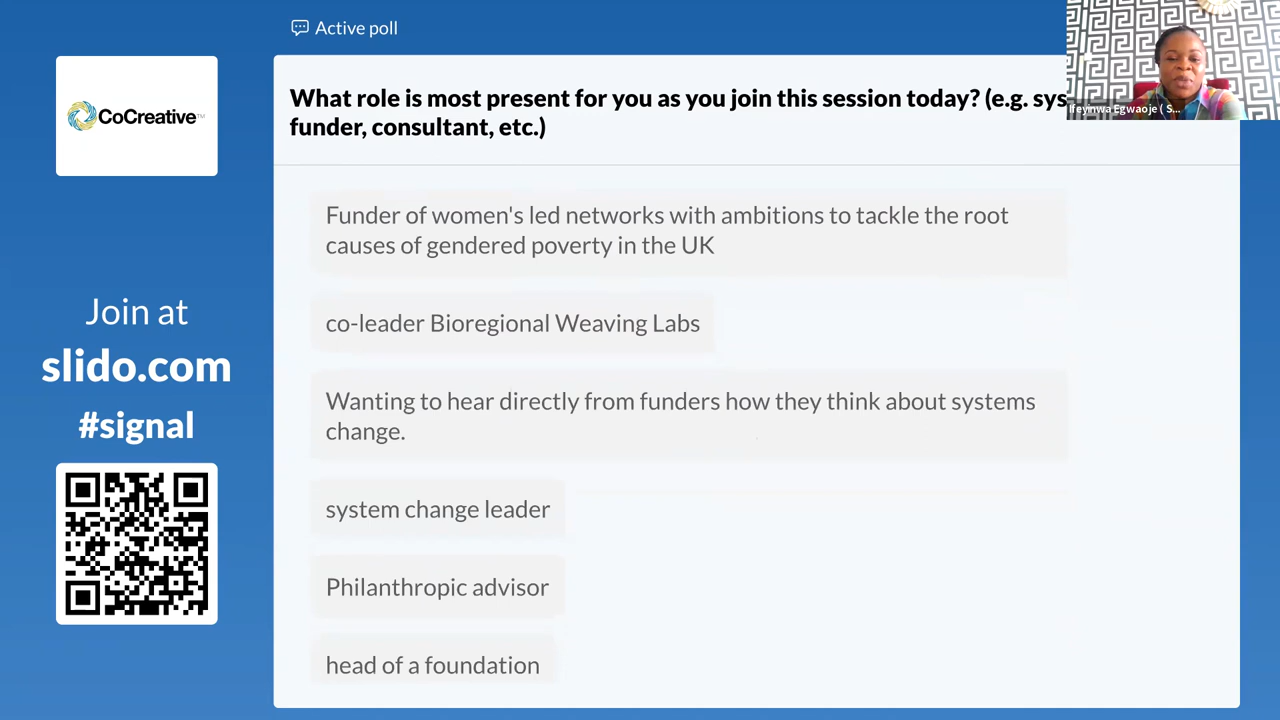 Active poll
CoCreative™
What role is most present for you as you join this session today? (e.g. sys
funder, consultant, etc.)
Ifeyinwa Egwaoje ( S...
Funder of women's led networks with ambitions to tackle the root
causes of gendered poverty in the UK
co-leader Bioregional Weaving Labs
Wanting to hear directly from funders how they think about systems
change.
system change leader
Philanthropic advisor
head of a foundation
Join at
slido.com
#signal